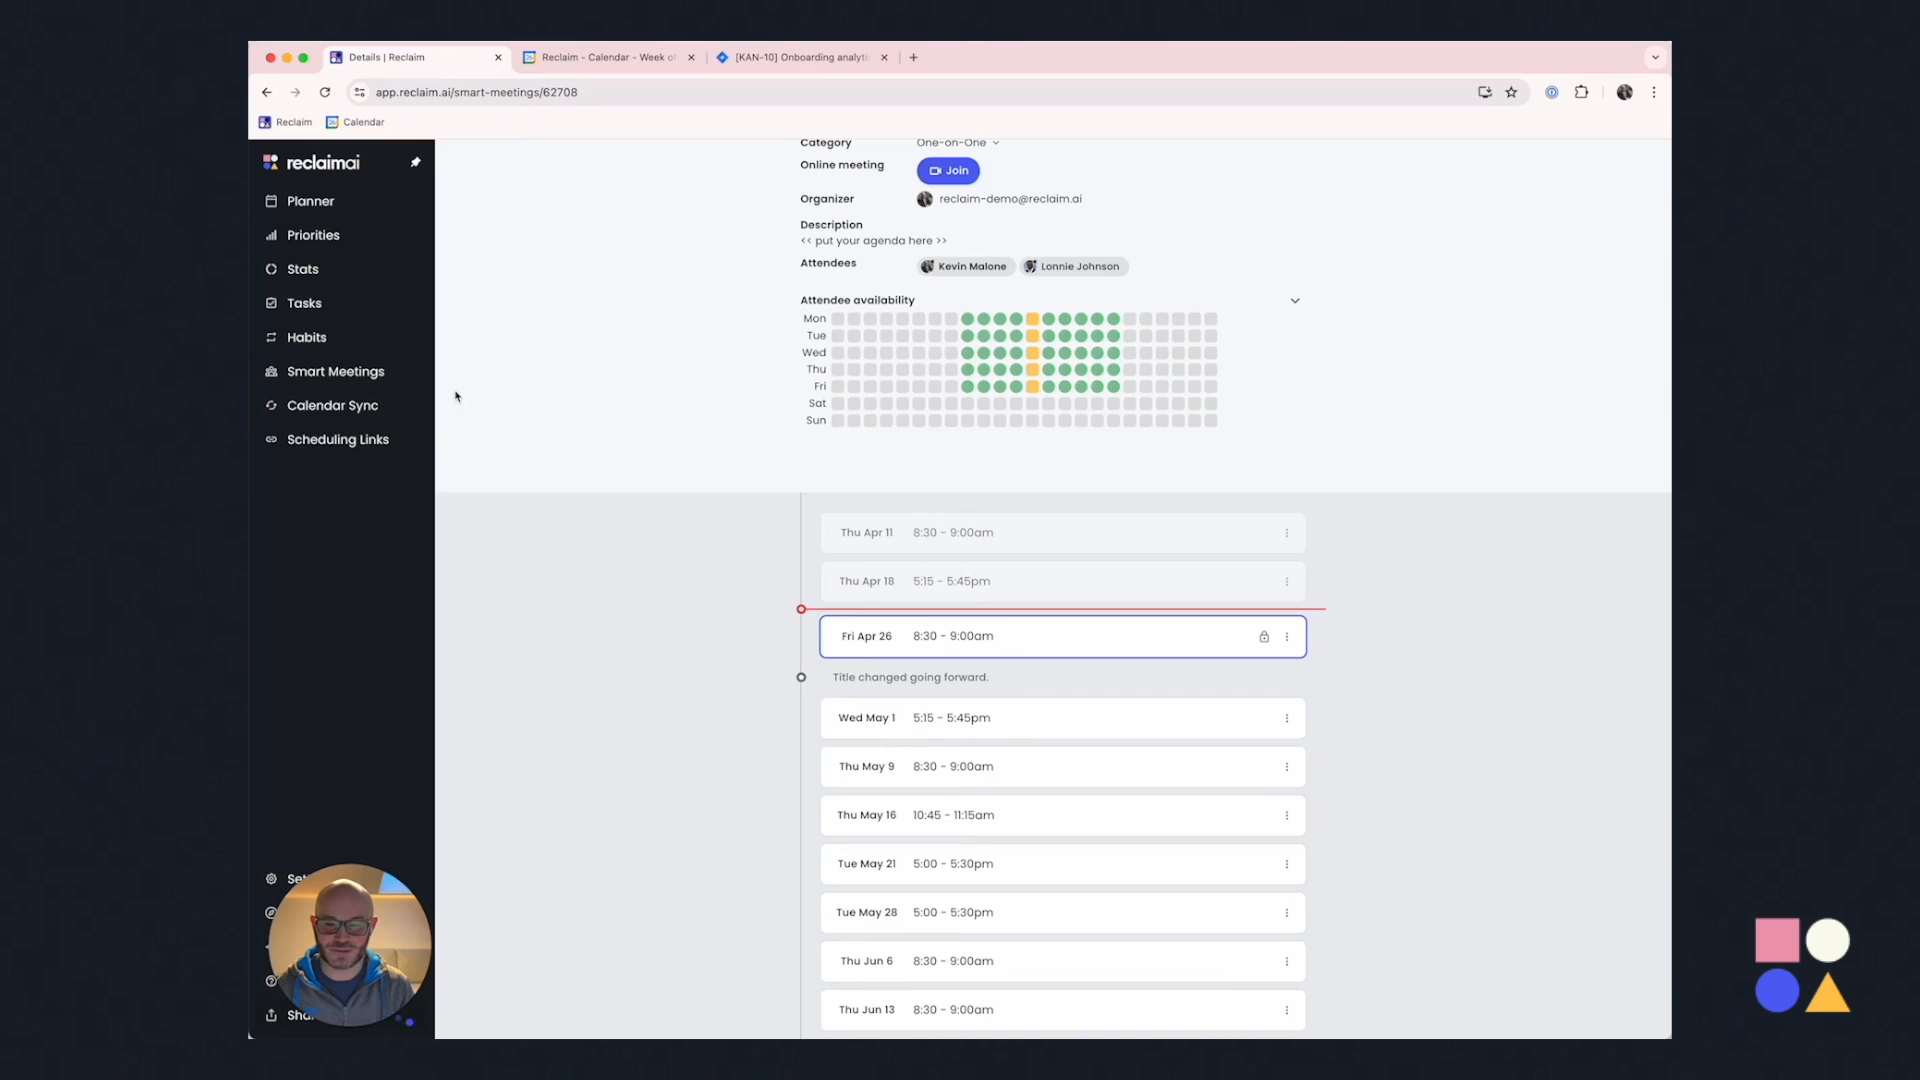 Details | Reclaim
Reclaim - Calendar - Week of
[KAN-10] Onboarding analyti
app.reclaim.ai/smart-meetings/62708
Reclaim
Calendar
reclaimai
Planner
Priorities
Stats
Tasks
Habits
Smart Meetings
Calendar Sync
Scheduling Links
Category One-on-One
Online meeting Join
Organizer reclaim-demo@reclaim.ai
Description
<< put your agenda here >>
Attendees Kevin Malone Lonnie Johnson
Attendee availability
Mon
Tue
Wed
Thu
Fri
Sat
Sun
Thu Apr 11 8:30 - 9:00am
Thu Apr 18 5:15 - 5:45pm
Fri Apr 26 8:30 - 9:00am
Title changed going forward.
Wed May 1 5:15 - 5:45pm
Thu May 9 8:30 - 9:00am
Thu May 16 10:45 - 11:15am
Tue May 21 5:00 - 5:30pm
Tue May 28 5:00 - 5:30pm
Thu Jun 6 8:30 - 9:00am
Thu Jun 13 8:30 - 9:00am